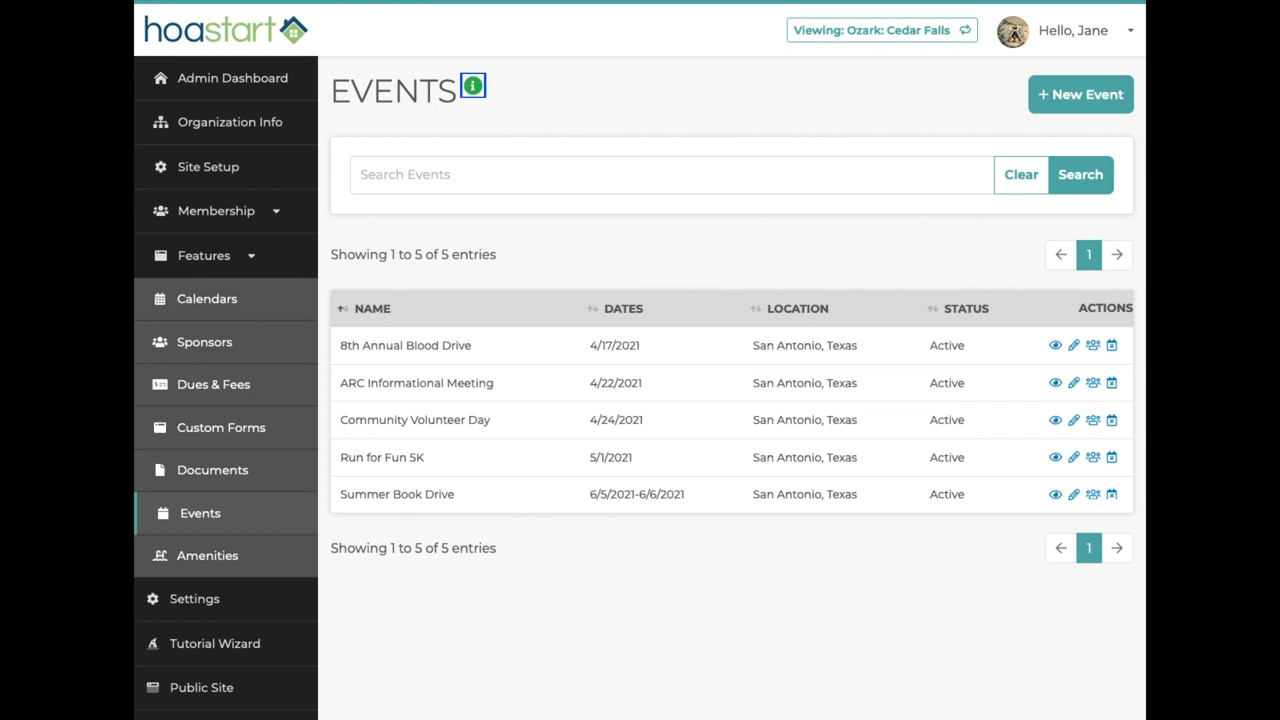 hoastart
Viewing: Ozark: Cedar Falls
Hello, Jane
Admin Dashboard
Organization Info
Site Setup
Membership
Features
Calendars
Sponsors
Dues & Fees
Custom Forms
Documents
Events
Amenities
Settings
Tutorial Wizard
Public Site
EVENTS
+ New Event
Search Events
Clear
Search
Showing 1 to 5 of 5 entries
← 1 →
NAME DATES LOCATION STATUS ACTIONS
8th Annual Blood Drive 4/17/2021 San Antonio, Texas Active
ARC Informational Meeting 4/22/2021 San Antonio, Texas Active
Community Volunteer Day 4/24/2021 San Antonio, Texas Active
Run for Fun 5K 5/1/2021 San Antonio, Texas Active
Summer Book Drive 6/5/2021-6/6/2021 San Antonio, Texas Active
Showing 1 to 5 of 5 entries
← 1 →